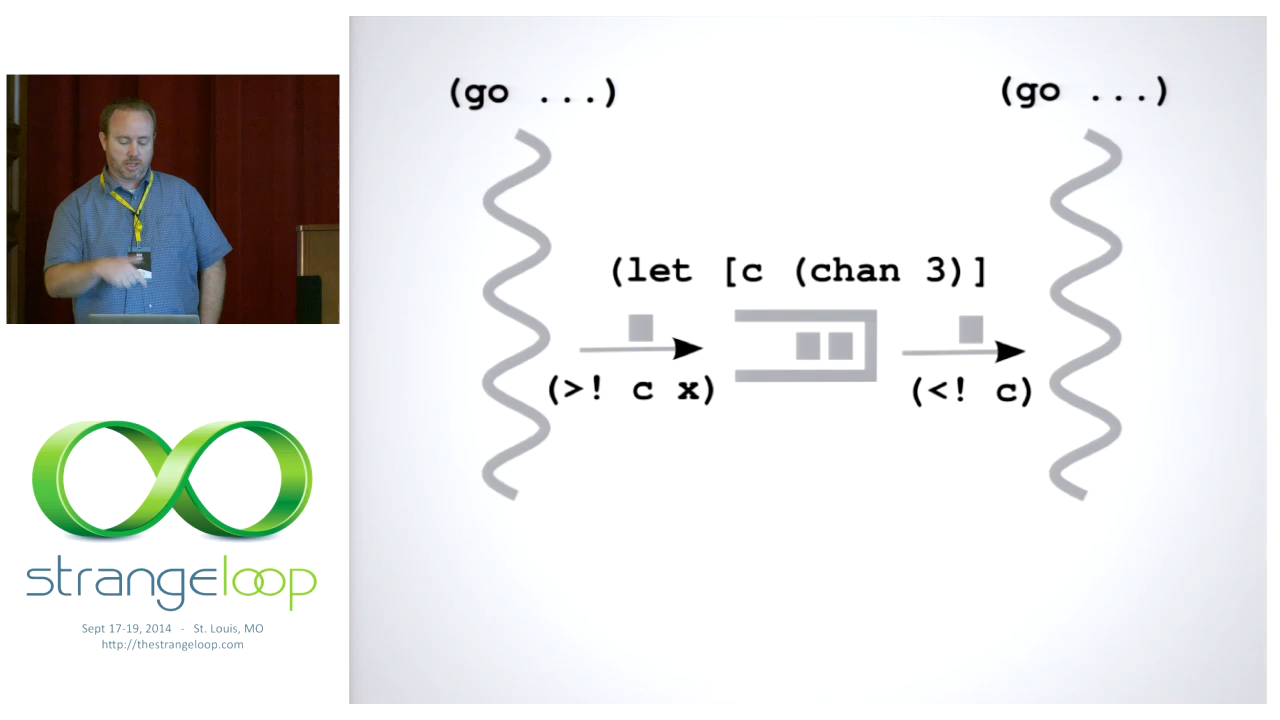 (go ...)
(go ...)
(let [c (chan 3)]
(>! c x)
(<! c)
strangeloop
Sept 17-19, 2014 - St. Louis, MO
http://thestrangeloop.com